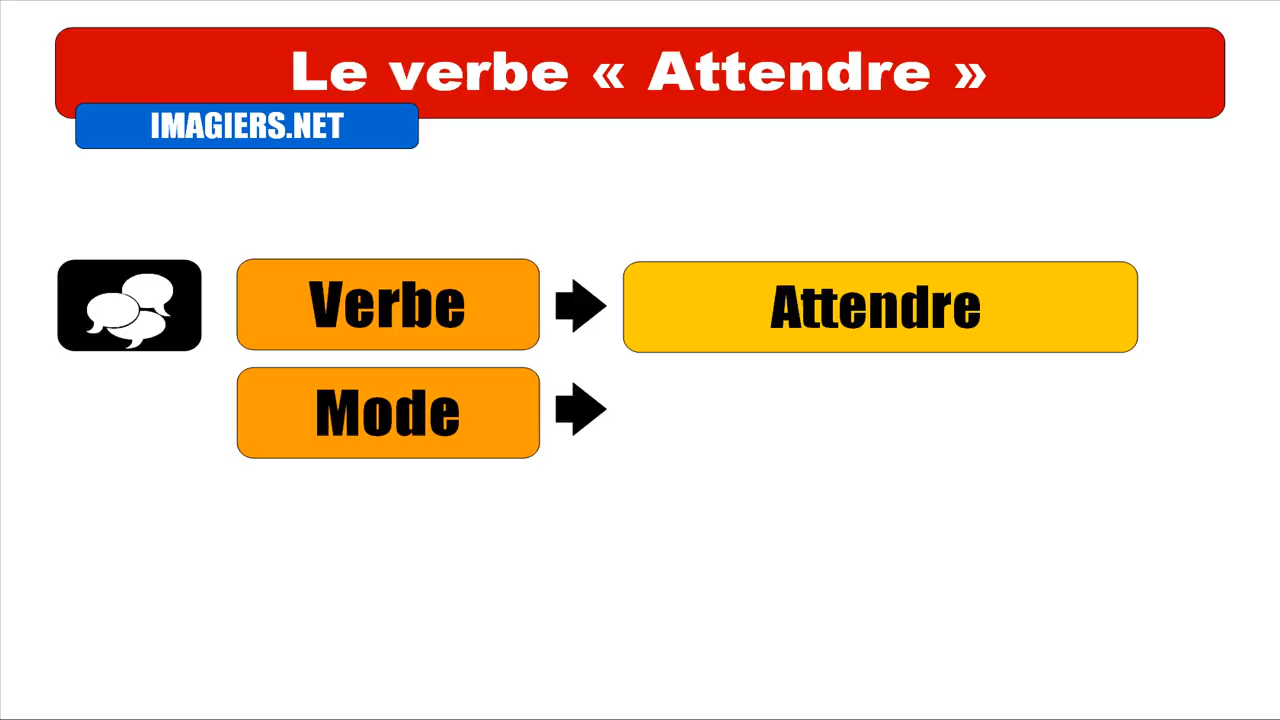 Le verbe « Attendre »
IMAGIERS.NET
Verbe
Attendre
Mode